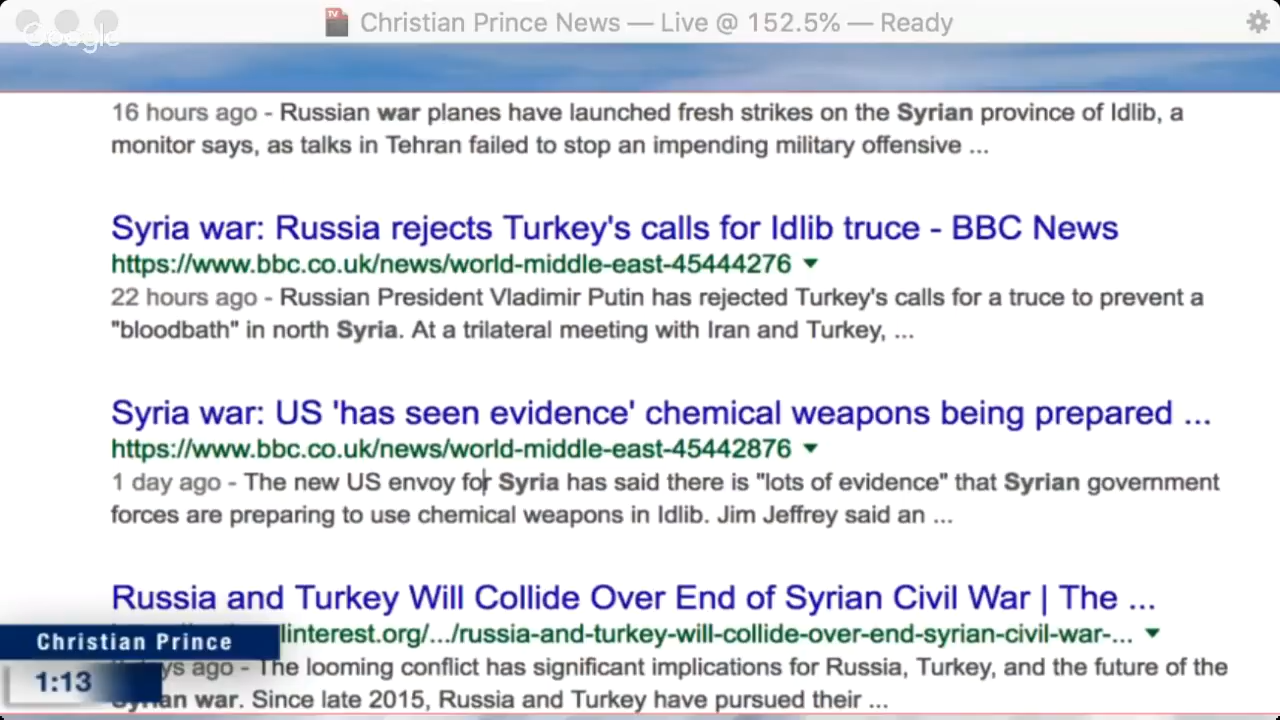 TV
Christian Prince News — Live @ 152.5% — Ready
Google
16 hours ago - Russian war planes have launched fresh strikes on the Syrian province of Idlib, a
monitor says, as talks in Tehran failed to stop an impending military offensive ...
Syria war: Russia rejects Turkey's calls for Idlib truce - BBC News
https://www.bbc.co.uk/news/world-middle-east-45444276
22 hours ago - Russian President Vladimir Putin has rejected Turkey's calls for a truce to prevent a
"bloodbath" in north Syria. At a trilateral meeting with Iran and Turkey, ...
Syria war: US 'has seen evidence' chemical weapons being prepared ...
https://www.bbc.co.uk/news/world-middle-east-45442876
1 day ago - The new US envoy for Syria has said there is "lots of evidence" that Syrian government
forces are preparing to use chemical weapons in Idlib. Jim Jeffrey said an ...
Russia and Turkey Will Collide Over End of Syrian Civil War | The ...
linterest.org/.../russia-and-turkey-will-collide-over-end-syrian-civil-war-...
Christian Prince
ago - The looming conflict has significant implications for Russia, Turkey, and the future of the
1:13
Syrian war. Since late 2015, Russia and Turkey have pursued their ...